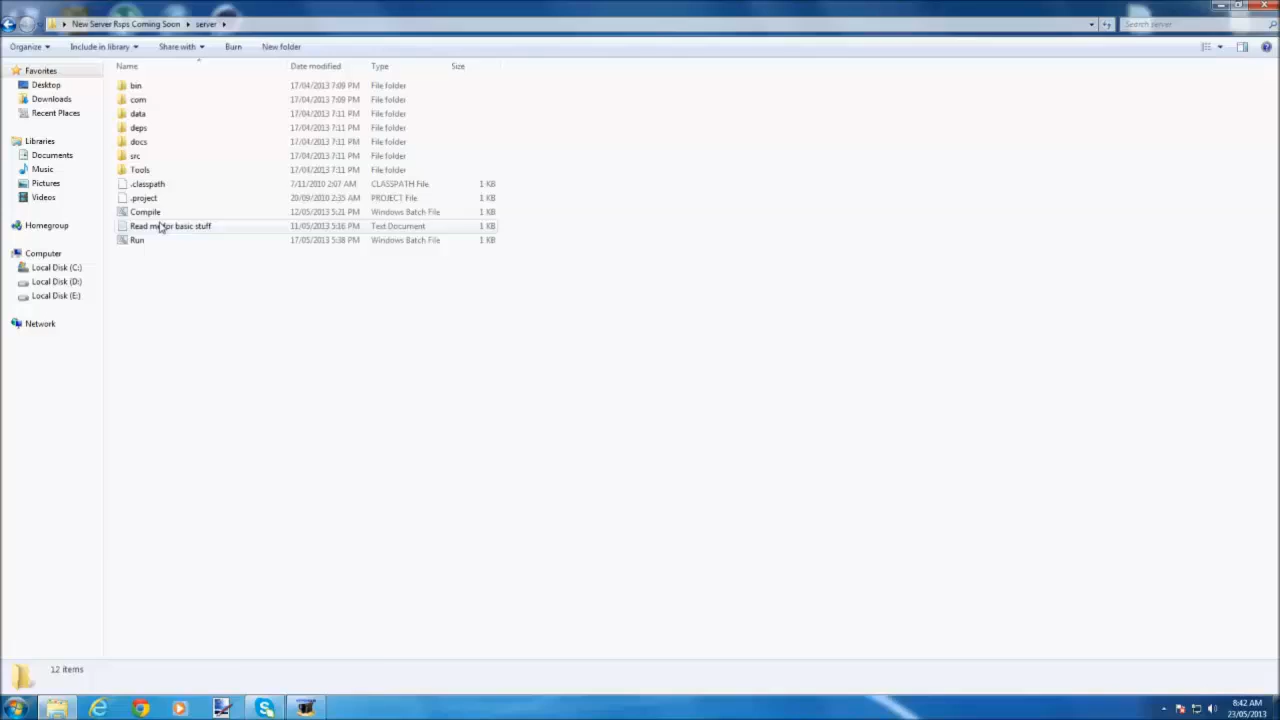 New Server Rsps Coming Soon server Search server
Organize Include in library Share with Burn New folder
Name Date modified Type Size
Favorites
Desktop
Downloads
Recent Places
Libraries
Documents
Music
Pictures
Videos
Homegroup
Computer
Local Disk (C:)
Local Disk (D:)
Local Disk (E:)
Network
bin 17/04/2013 7:09 PM File folder
com 17/04/2013 7:09 PM File folder
data 17/04/2013 7:11 PM File folder
deps 17/04/2013 7:11 PM File folder
docs 17/04/2013 7:11 PM File folder
src 17/04/2013 7:11 PM File folder
Tools 17/04/2013 7:11 PM File folder
.classpath 7/11/2010 2:07 AM CLASSPATH File 1 KB
.project 20/09/2010 2:35 AM PROJECT File 1 KB
Compile 12/05/2013 5:21 PM Windows Batch File 1 KB
Read me for basic stuff 11/05/2013 5:16 PM Text Document 1 KB
Run 17/05/2013 5:38 PM Windows Batch File 1 KB
12 items
8:42 AM
23/05/2013